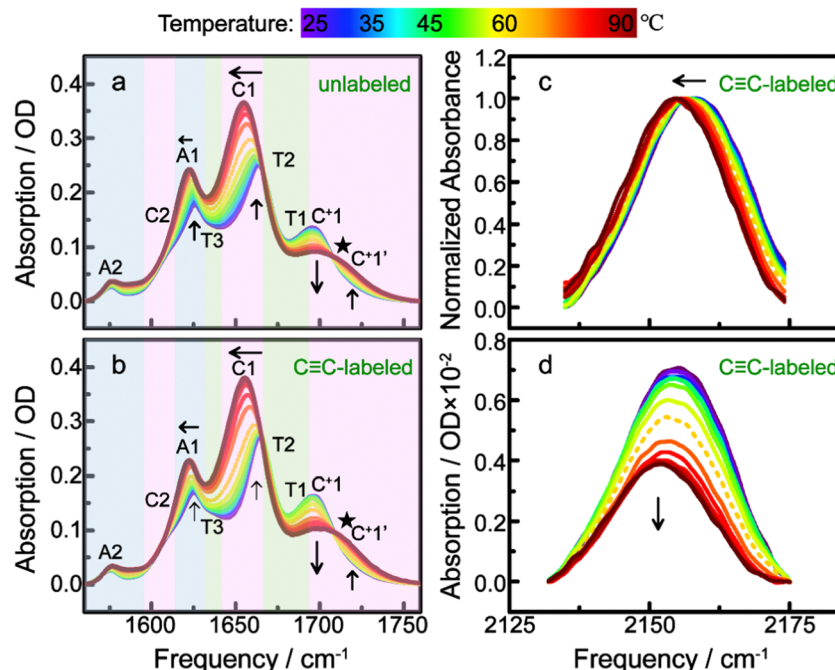 Temperature: 25 35 45 60 90 ℃
a
unlabeled
C1
A1
T2
C2
T3
T1
C⁺1
★
C⁺1'
A2
Absorption / OD
0.4
0.3
0.2
0.1
0.0
b
C≡C-labeled
C1
A1
T2
C2
T3
T1
C⁺1
★
C⁺1'
A2
Absorption / OD
0.4
0.3
0.2
0.1
0.0
1600 1650 1700 1750
Frequency / cm⁻¹
c
C≡C-labeled
Normalized Absorbance
1.0
0.8
0.6
0.4
0.2
0.0
d
C≡C-labeled
Absorption / OD×10⁻²
0.8
0.6
0.4
0.2
0.0
2125 2150 2175
Frequency / cm⁻¹